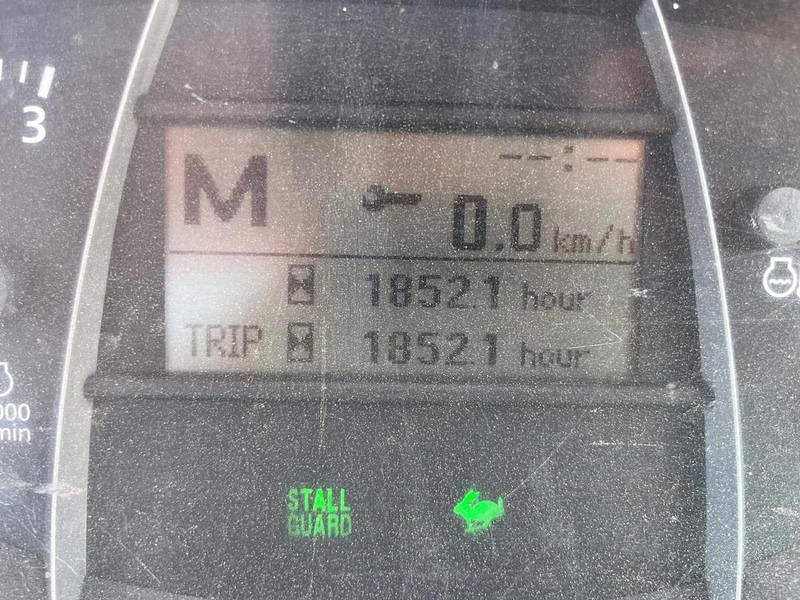 3
M
--:--
0.0 km/h
1852.1 hour
TRIP 1852.1 hour
000
min
STALL
GUARD